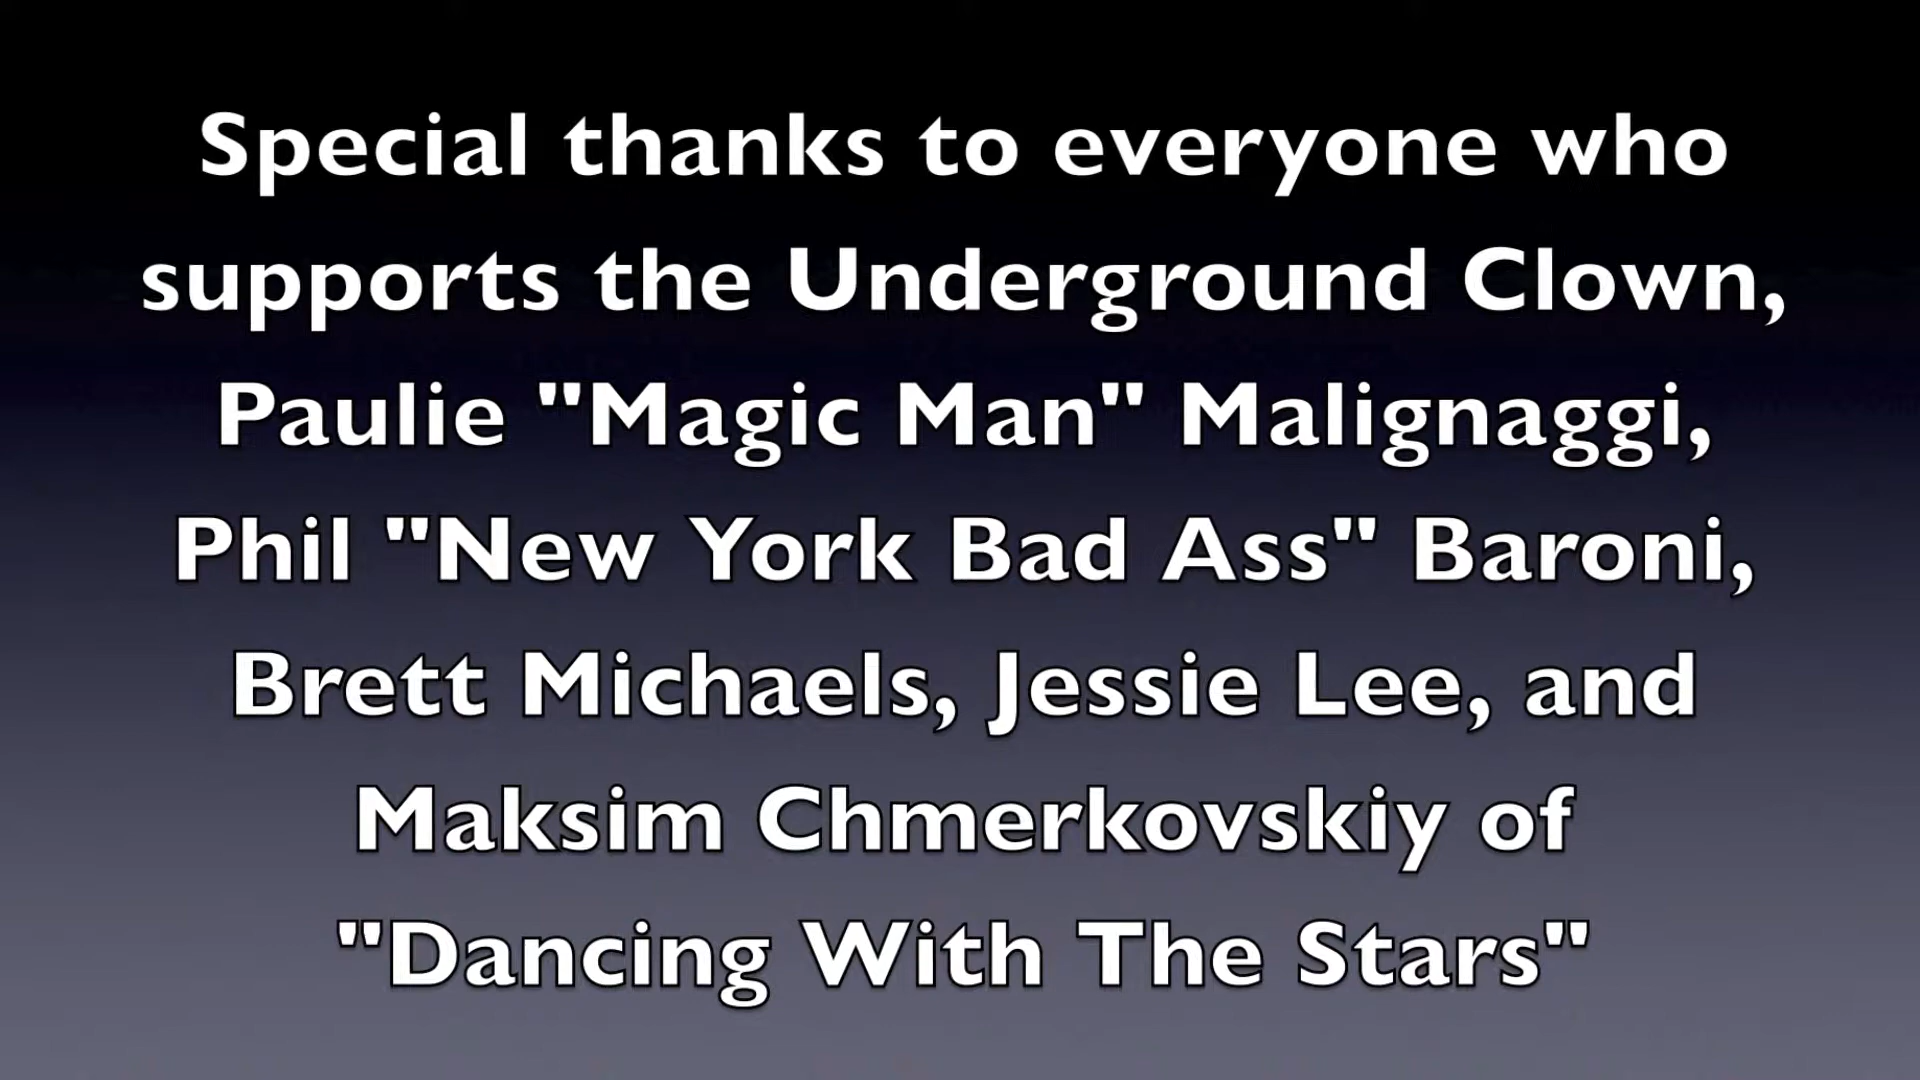 Special thanks to everyone who
supports the Underground Clown,
Paulie "Magic Man" Malignaggi,
Phil "New York Bad Ass" Baroni,
Brett Michaels, Jessie Lee, and
Maksim Chmerkovskiy of
"Dancing With The Stars"